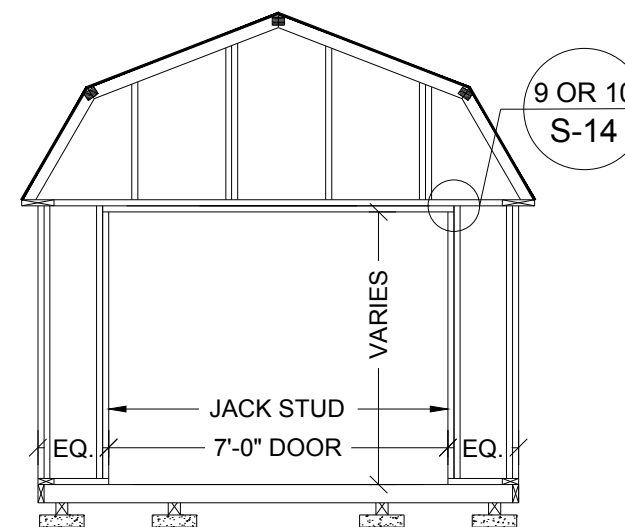 9 OR 10
S-14
VARIES
JACK STUD
EQ. 7'-0" DOOR EQ.